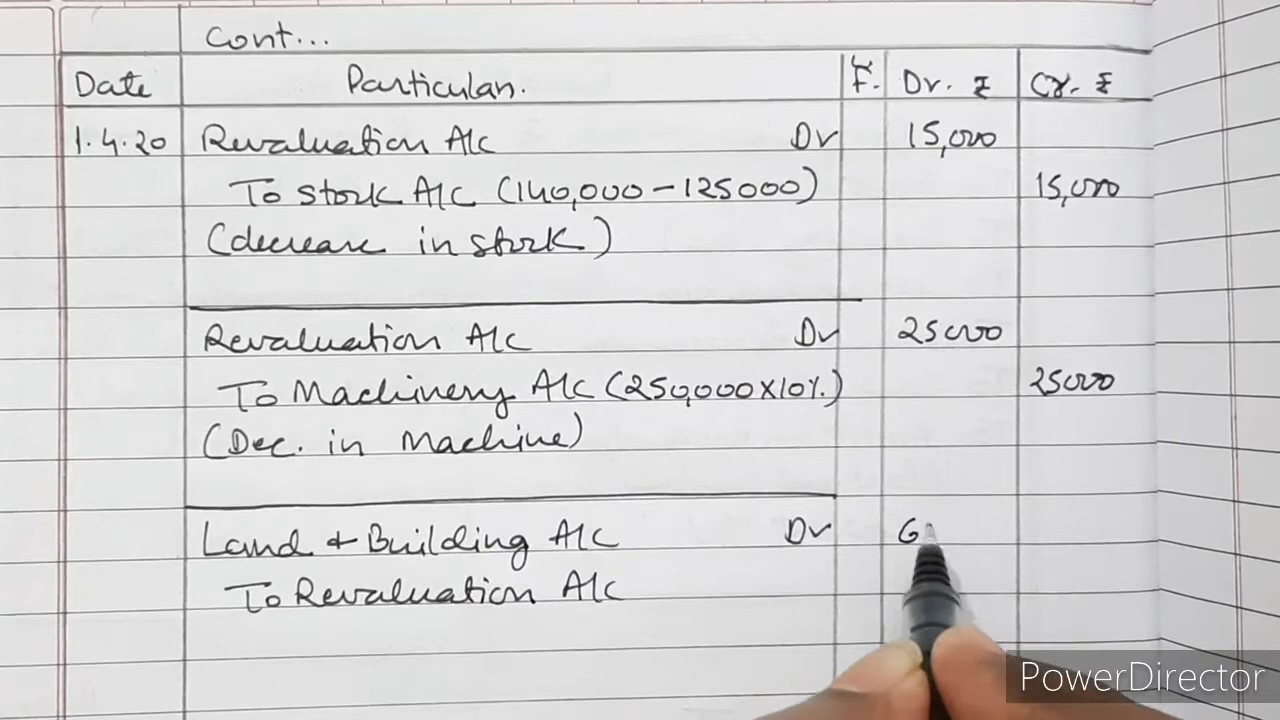 Cont...
Date Particulars. F. Dr. ₹ Cr. ₹
1.4.20 Revaluation A/c Dr 15,000
To Stock A/c (140,000 - 125000) 15,000
(decrease in stock)
Revaluation A/c Dr 25000
To Machinery A/c (250,000 x 10%.) 25000
(Dec. in Machine)
Land & Building A/c Dr 6
To Revaluation A/c
PowerDirector